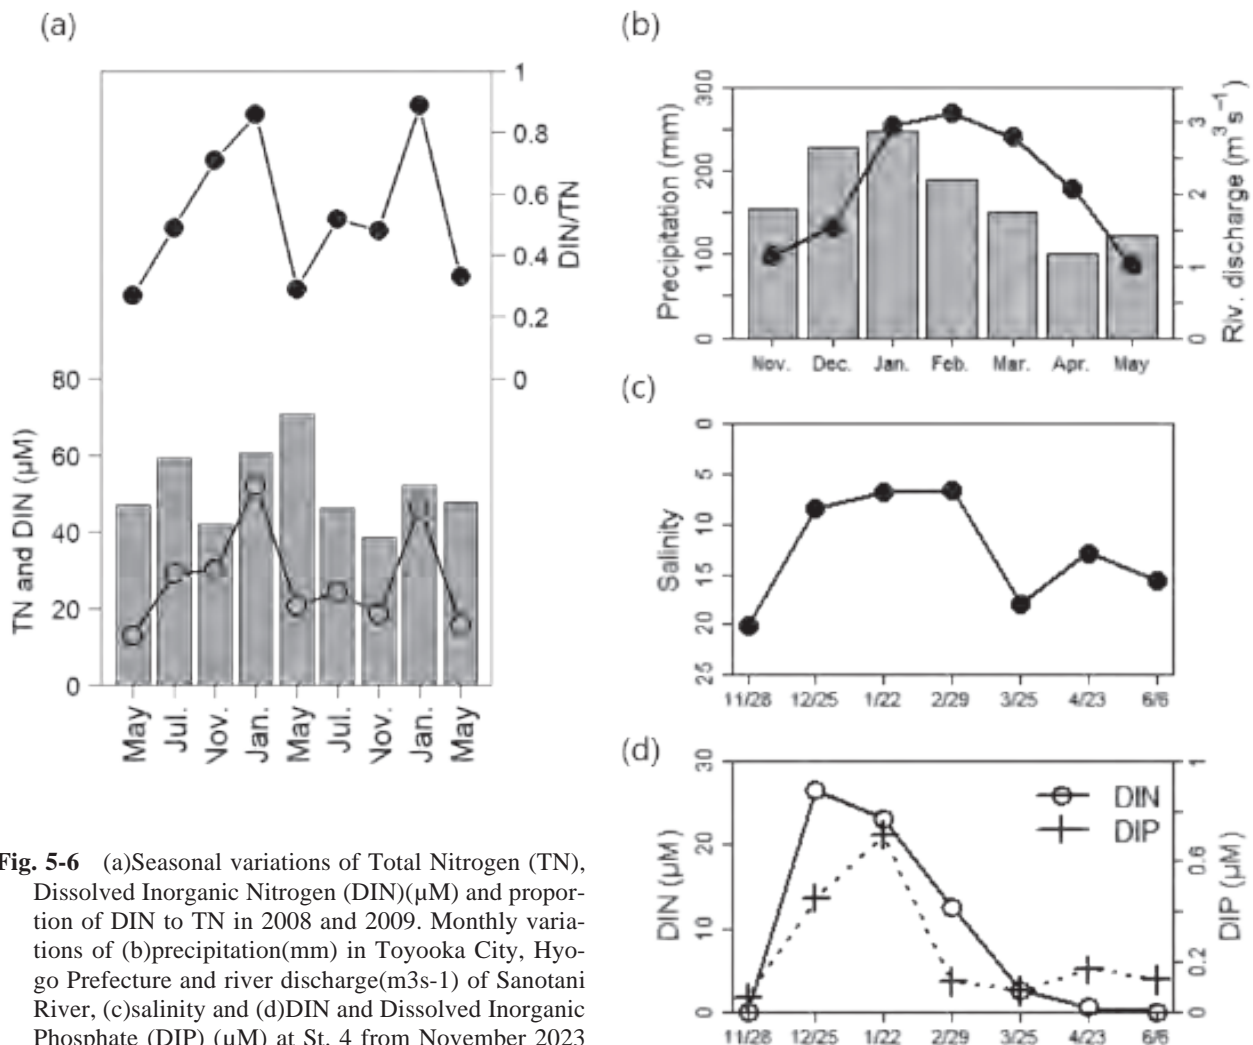 (a)
1
0.8
0.6
0.4
0.2
0
DIN/TN
80
60
40
20
0
TN and DIN (µM)
May Jul. Nov. Jan. May Jul. Nov. Jan. May
(b)
300
200
100
0
Precipitation (mm)
3
2
1
0
Riv. discharge (m³ s⁻¹)
Nov. Dec. Jan. Feb. Mar. Apr. May
(c)
0
5
10
15
20
25
Salinity
11/28 12/25 1/22 2/29 3/25 4/23 6/6
(d)
30
20
10
0
DIN (µM)
DIN
DIP
1
0.6
0.2
0
DIP (µM)
11/28 12/25 1/22 2/29 3/25 4/23 6/6
Fig. 5-6 (a)Seasonal variations of Total Nitrogen (TN),
Dissolved Inorganic Nitrogen (DIN)(µM) and propor-
tion of DIN to TN in 2008 and 2009. Monthly varia-
tions of (b)precipitation(mm) in Toyooka City, Hyo-
go Prefecture and river discharge(m3s-1) of Sanotani
River, (c)salinity and (d)DIN and Dissolved Inorganic
Phosphate (DIP) (µM) at St. 4 from November 2023